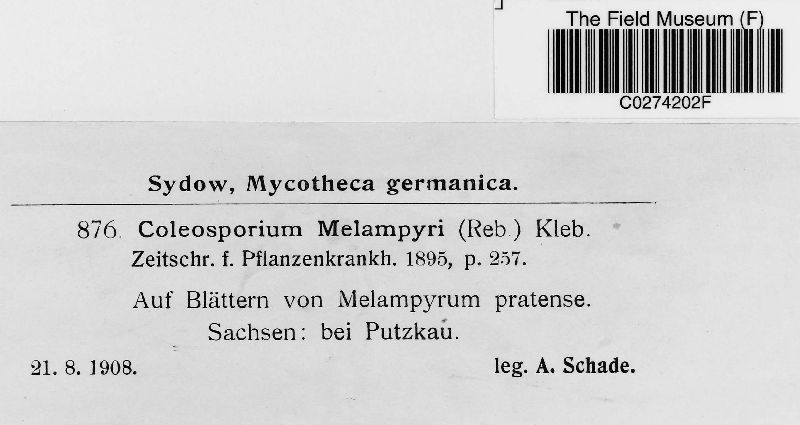 The Field Museum (F)
C0274202F
Sydow, Mycotheca germanica.
876. Coleosporium Melampyri (Reb.) Kleb.
Zeitschr. f. Pflanzenkrankh. 1895, p. 257.
Auf Blättern von Melampyrum pratense.
Sachsen: bei Putzkau.
21. 8. 1908. leg. A. Schade.